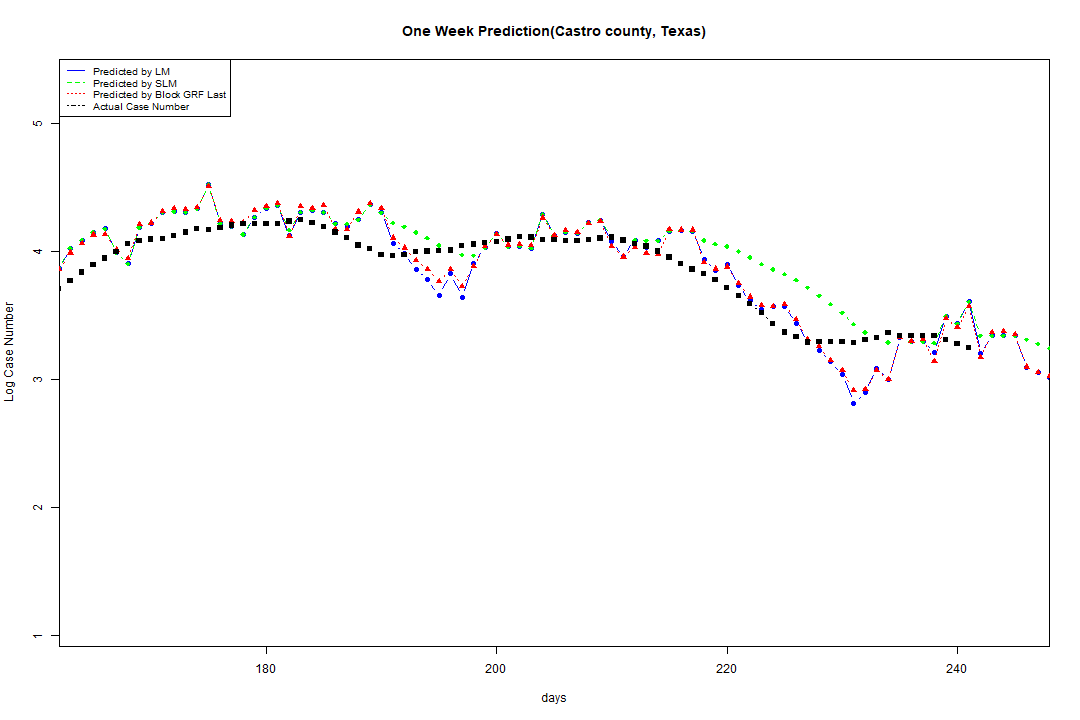 One Week Prediction(Castro county, Texas)
Predicted by LM
Predicted by SLM
Predicted by Block GRF Last
Actual Case Number
5
4
3
2
1
Log Case Number
180 200 220 240
days